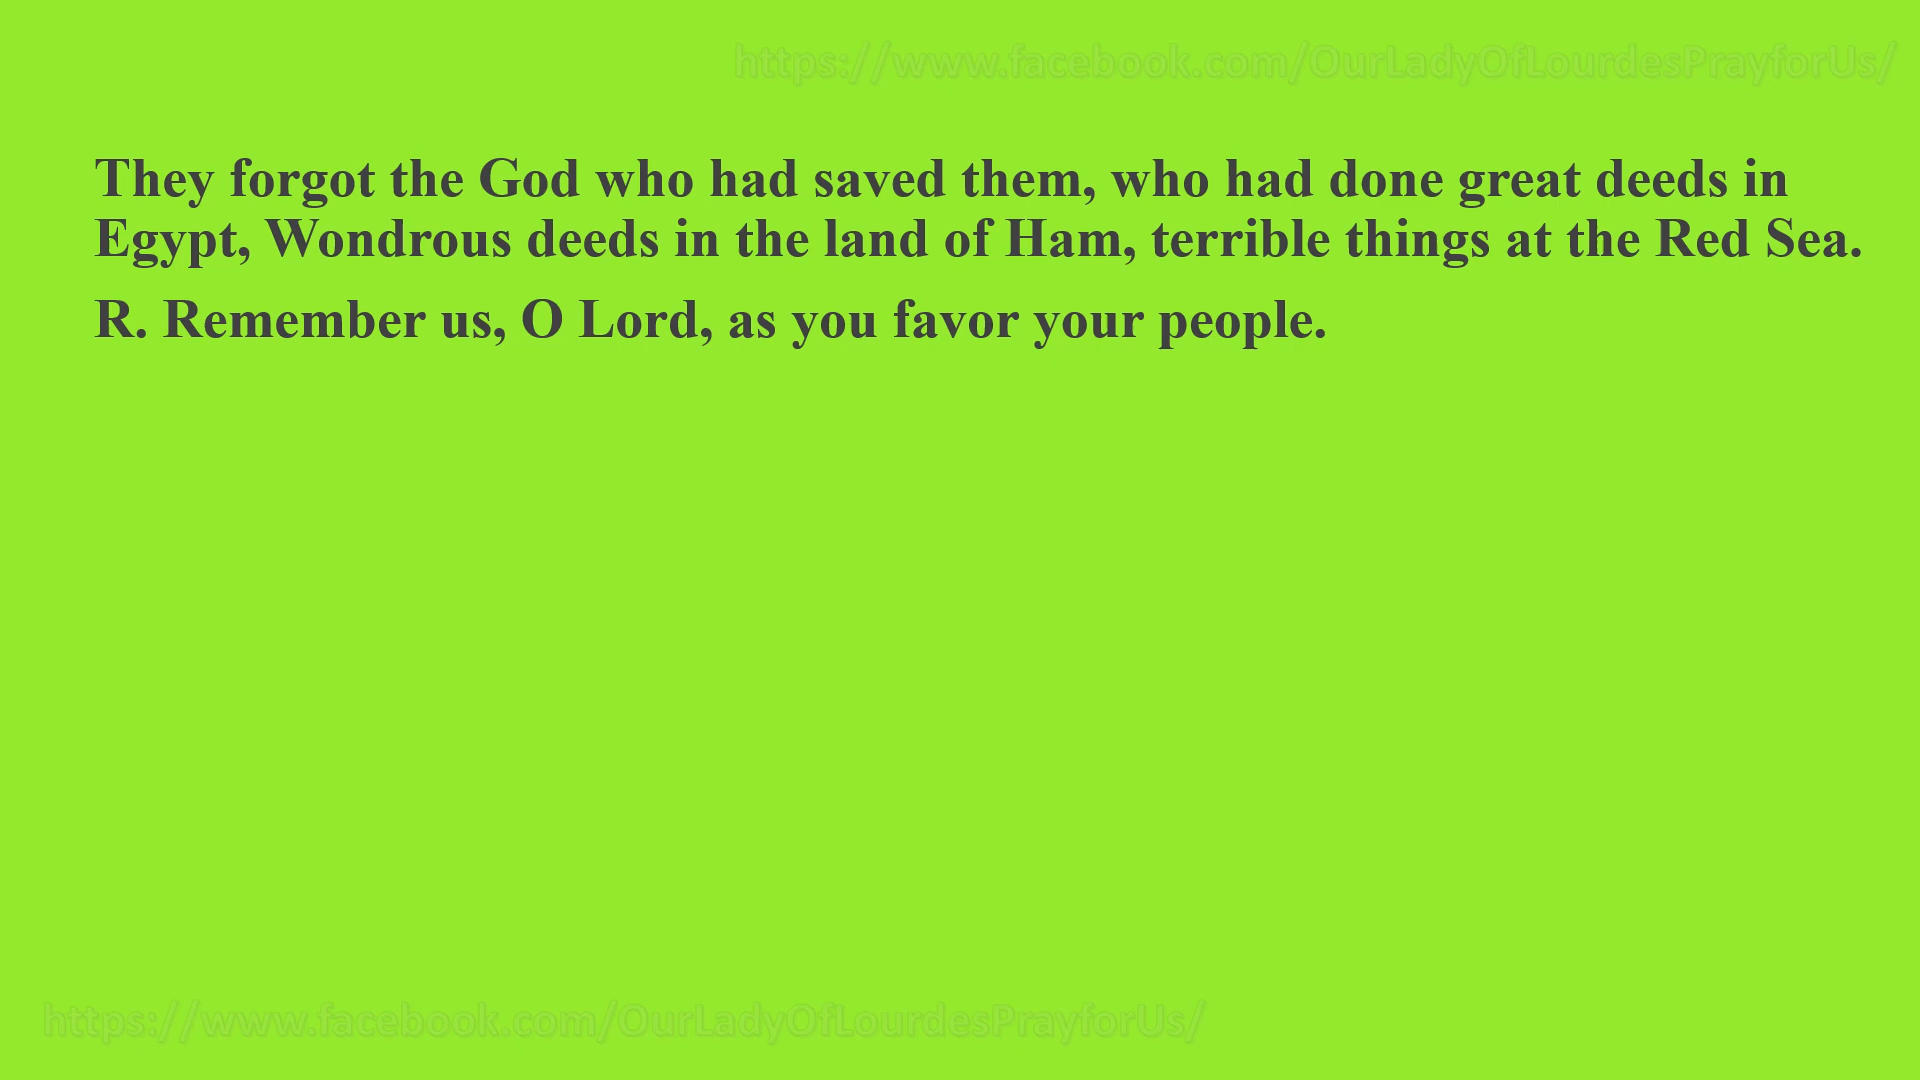 https://www.facebook.com/OurLadyOfLourdesPrayforUs/
They forgot the God who had saved them, who had done great deeds in
Egypt, Wondrous deeds in the land of Ham, terrible things at the Red Sea.
R. Remember us, O Lord, as you favor your people.
https://www.facebook.com/OurLadyOfLourdesPrayforUs/